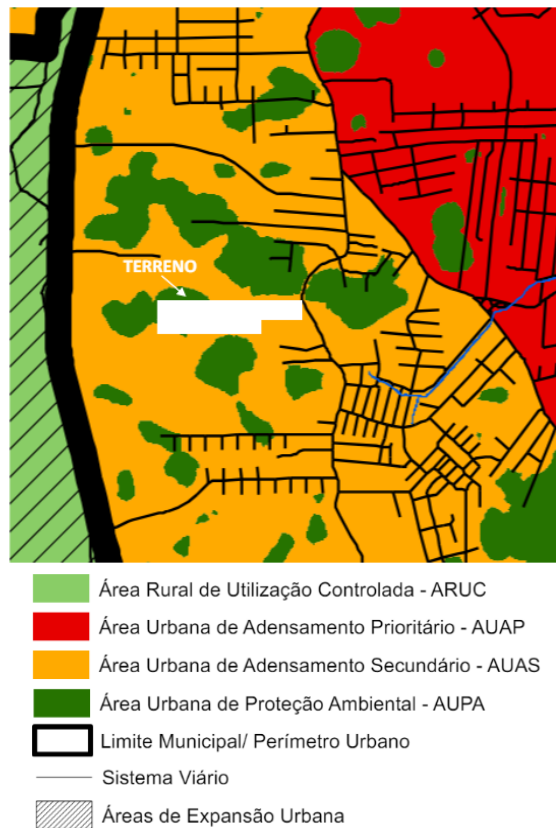 TERRENO
Área Rural de Utilização Controlada - ARUC
Área Urbana de Adensamento Prioritário - AUAP
Área Urbana de Adensamento Secundário - AUAS
Área Urbana de Proteção Ambiental - AUPA
Limite Municipal/ Perímetro Urbano
Sistema Viário
Áreas de Expansão Urbana